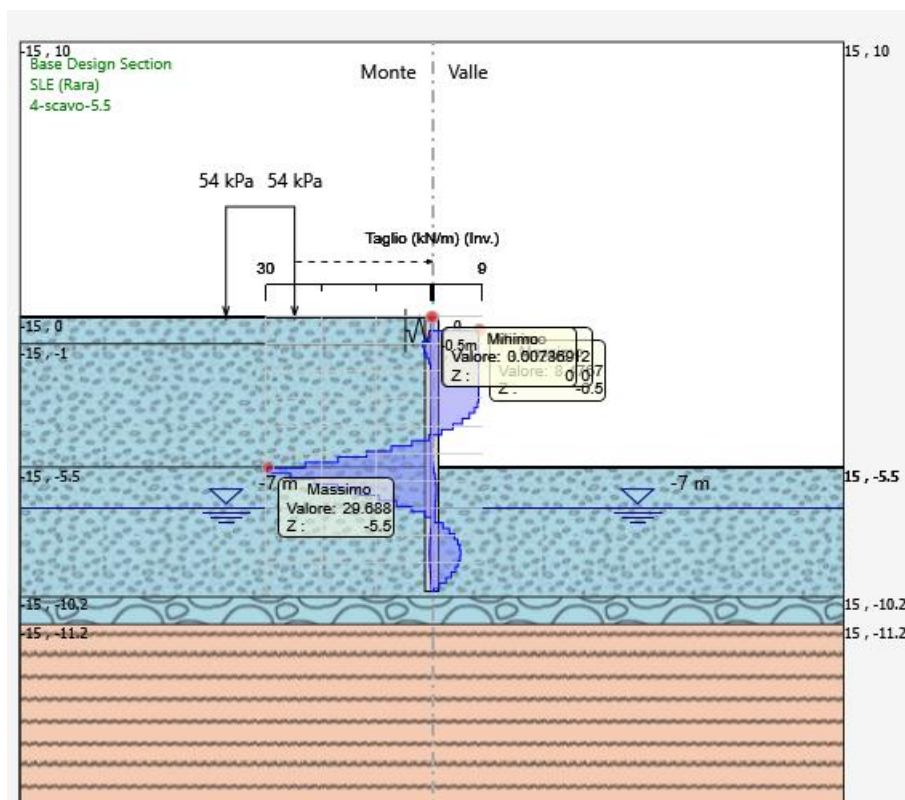 -15 , 10
15 , 10
Base Design Section
SLE (Rara)
4-scavo-5.5
Monte
Valle
54 kPa
54 kPa
Taglio (kN/m) (Inv.)
30
9
-15 , 0
0
-0.5m
-15 , -1
Minimo
Valore:
Z :
Valore:
Z : -0.5
-15 , -5.5
15 , -5.5
-7 m
-7 m
Massimo
Valore: 29.688
Z : -5.5
-15 , -10.2
15 , -10.2
-15 , -11.2
15 , -11.2